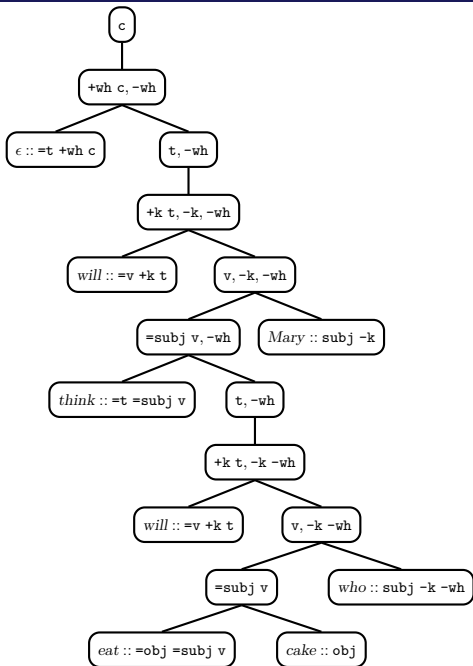 c
+wh c, -wh
ϵ :: =t +wh c
t, -wh
+k t, -k, -wh
will :: =v +k t
v, -k, -wh
=subj v, -wh
Mary :: subj -k
think :: =t =subj v
t, -wh
+k t, -k -wh
will :: =v +k t
v, -k -wh
=subj v
who :: subj -k -wh
eat :: =obj =subj v
cake :: obj